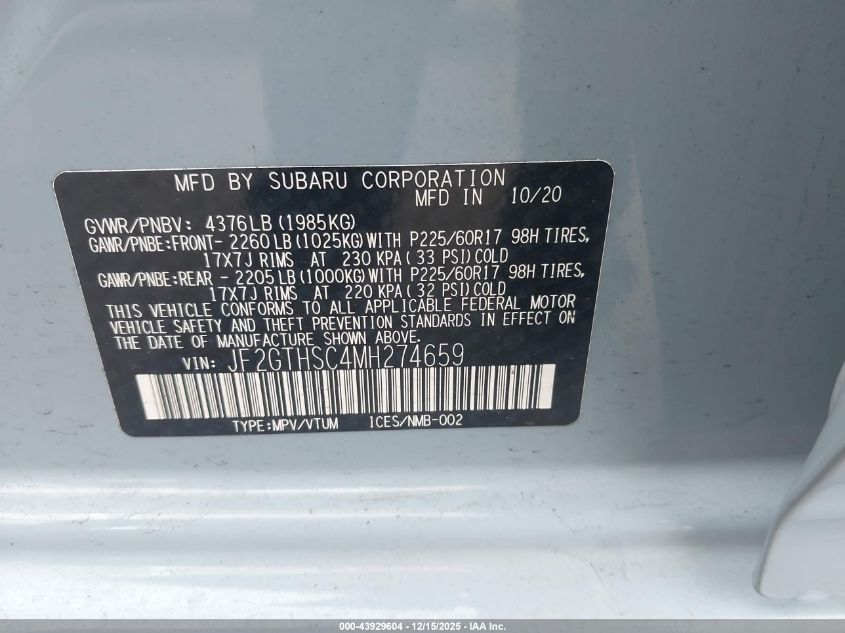 MFD BY SUBARU CORPORATION
MFD IN 10/20
GVWR/PNBV: 4376LB (1985KG)
GAWR/PNBE:FRONT- 2260LB (1025KG) WITH P225/60R17 98H TIRES,
17X7J RIMS AT 230 KPA ( 33 PSI) COLD
GAWR/PNBE:REAR - 2205LB (1000KG) WITH P225/60R17 98H TIRES,
17X7J RIMS AT 220 KPA ( 32 PSI) COLD
THIS VEHICLE CONFORMS TO ALL APPLICABLE FEDERAL MOTOR
VEHICLE SAFETY AND THEFT PREVENTION STANDARDS IN EFFECT ON
THE DATE OF MANUFACTURE SHOWN ABOVE.
VIN: JF2GTHSC4MH274659
TYPE:MPV/VTUM ICES/NMB-002
000-43929604 - 12/15/2025 - IAA Inc.